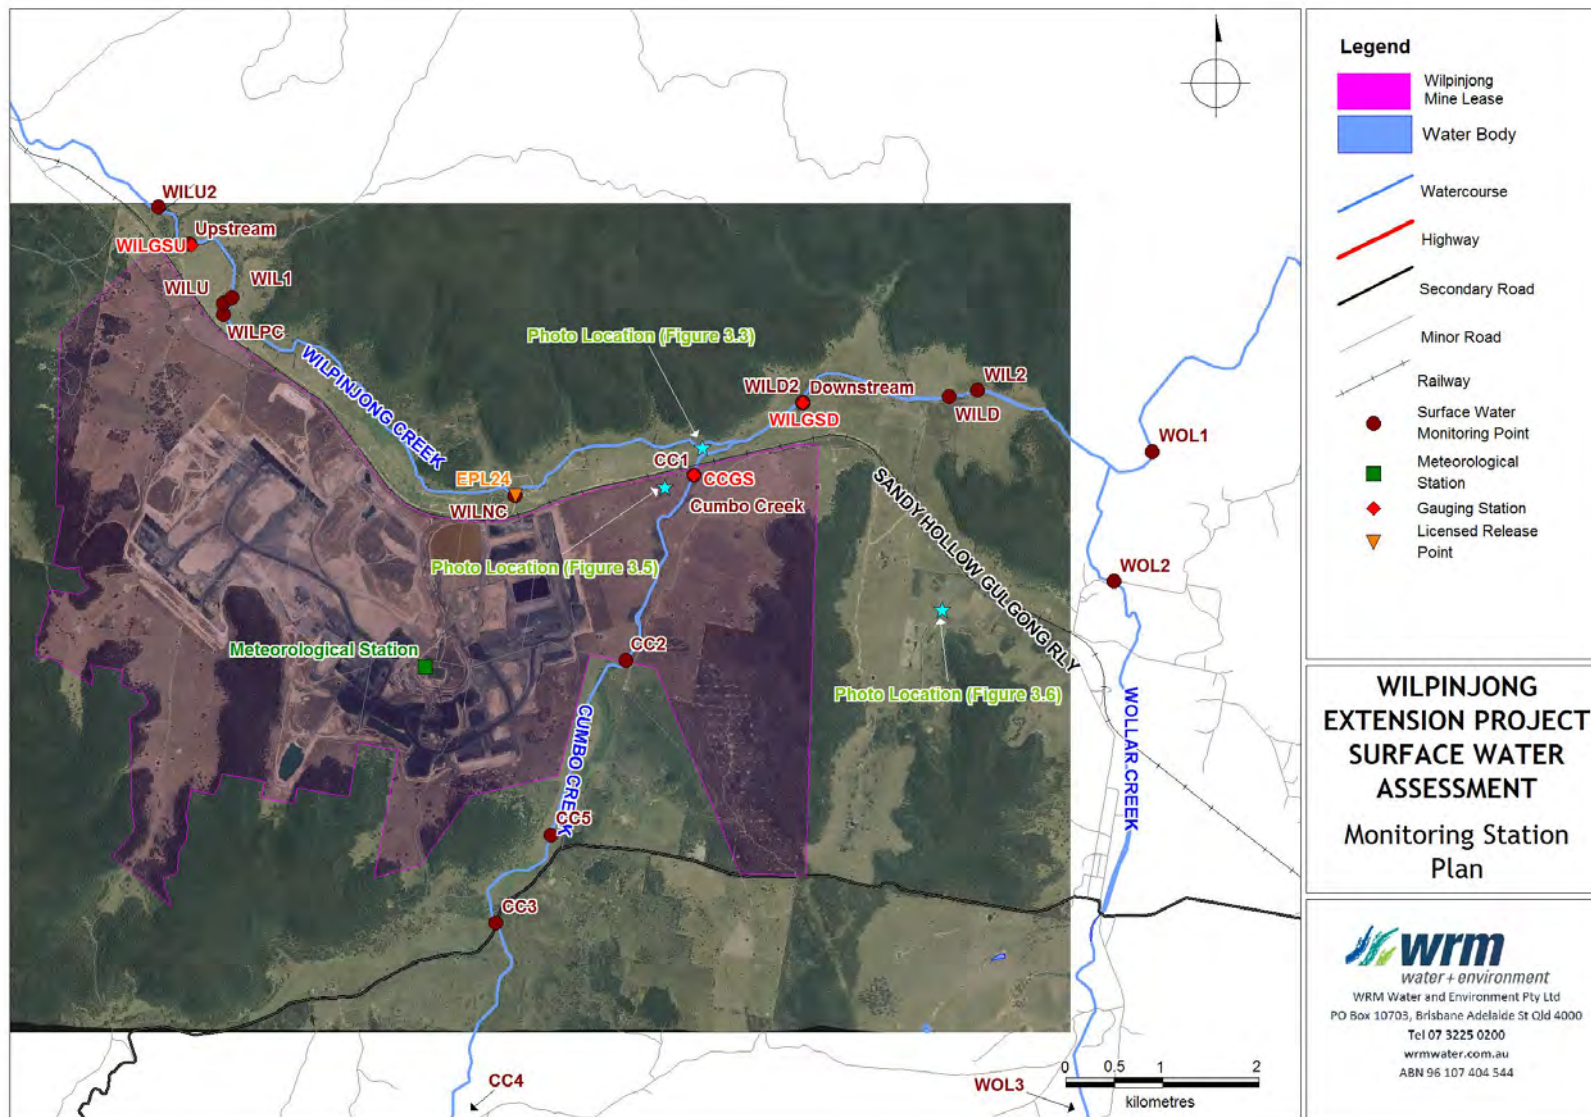 WILU2
Upstream
WILGSU
WILU
WIL1
WILPC
WILPINJONG CREEK
Photo Location (Figure 3.3)
WILD2
Downstream
WILGSD
WIL2
WILD
WOL1
CC1
CCGS
Cumbo Creek
EPL24
WILNC
Photo Location (Figure 3.5)
SANDY HOLLOW GULGONG RLY
WOL2
Meteorological Station
CC2
Photo Location (Figure 3.6)
CUMBO CREEK
WOLLAR CREEK
CC5
CC3
CC4
WOL3
0 0.5 1 2
kilometres
Legend
Wilpinjong
Mine Lease
Water Body
Watercourse
Highway
Secondary Road
Minor Road
Railway
Surface Water
Monitoring Point
Meteorological
Station
Gauging Station
Licensed Release
Point
WILPINJONG
EXTENSION PROJECT
SURFACE WATER
ASSESSMENT
Monitoring Station
Plan
wrm
water + environment
WRM Water and Environment Pty Ltd
PO Box 10703, Brisbane Adelaide St Qld 4000
Tel 07 3225 0200
wrmwater.com.au
ABN 96 107 404 544